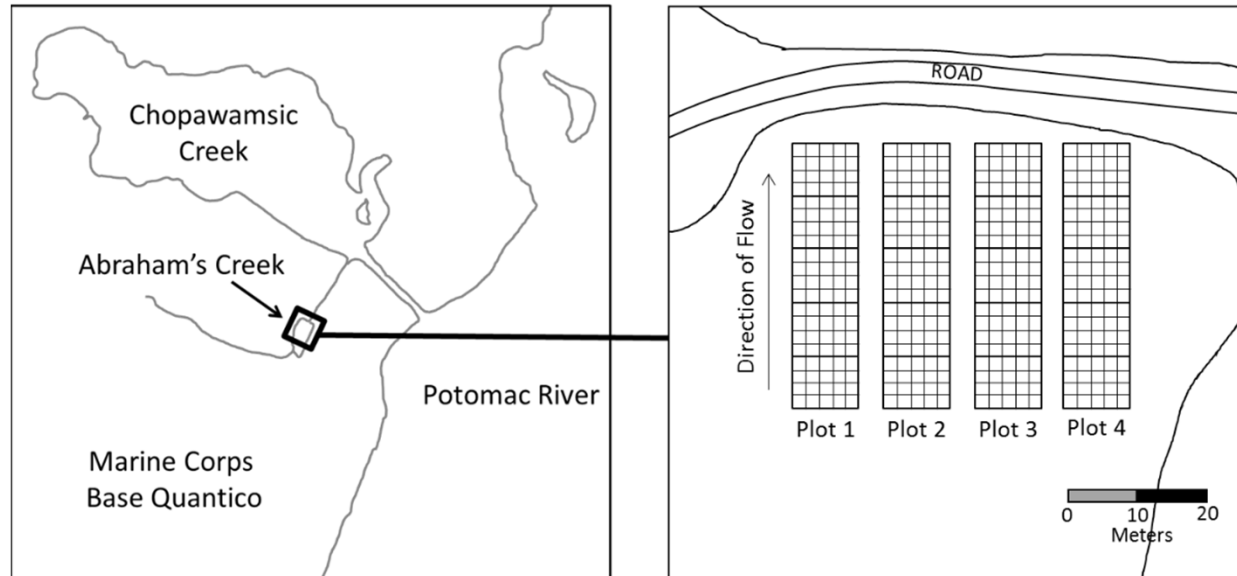 Chopawamsic
Creek
Abraham's Creek
Potomac River
Marine Corps
Base Quantico
ROAD
Direction of Flow
Plot 1
Plot 2
Plot 3
Plot 4
0 10 20
Meters